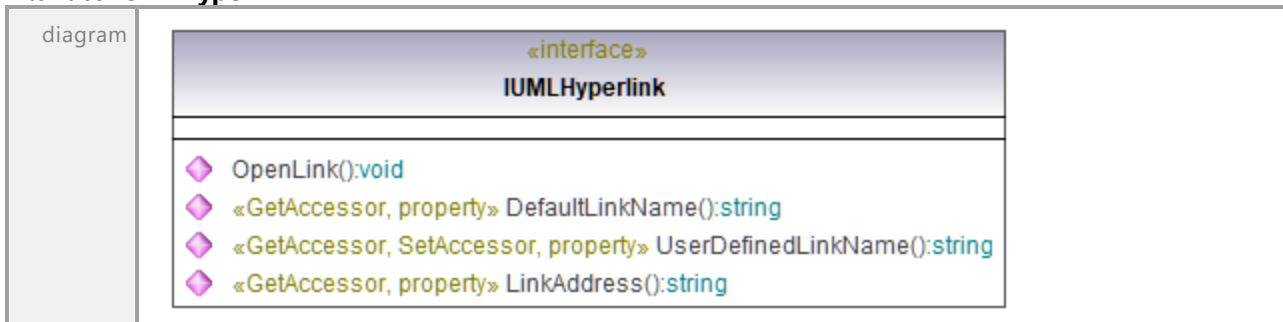 diagram
«interface»
IUMLHyperlink
OpenLink():void
«GetAccessor, property» DefaultLinkName():string
«GetAccessor, SetAccessor, property» UserDefinedLinkName():string
«GetAccessor, property» LinkAddress():string